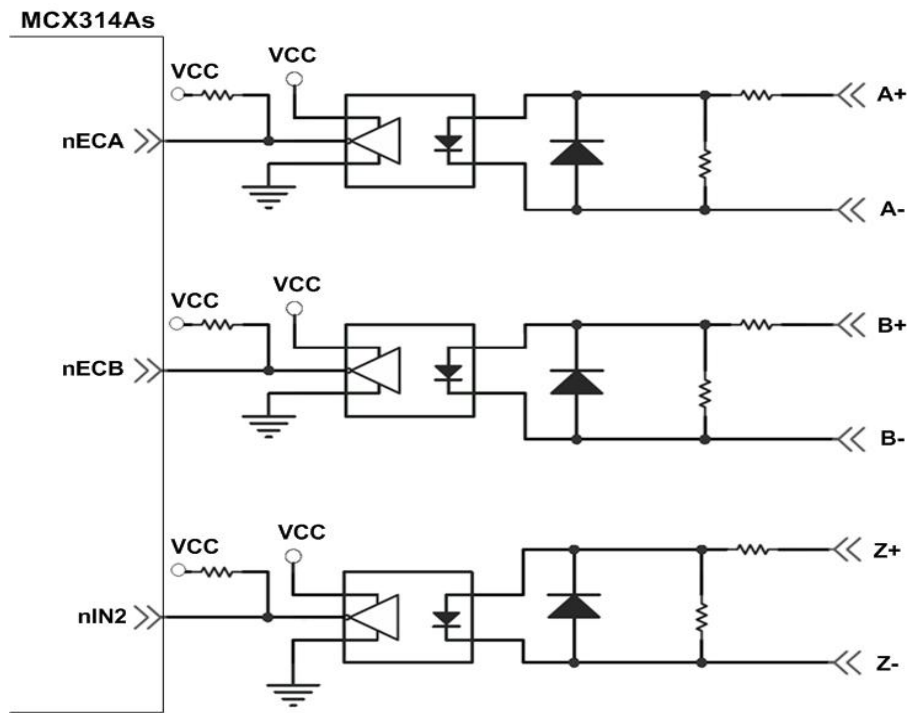 MCX314As
VCC
VCC
A+
nECA
A-
VCC
VCC
B+
nECB
B-
VCC
VCC
Z+
nIN2
Z-